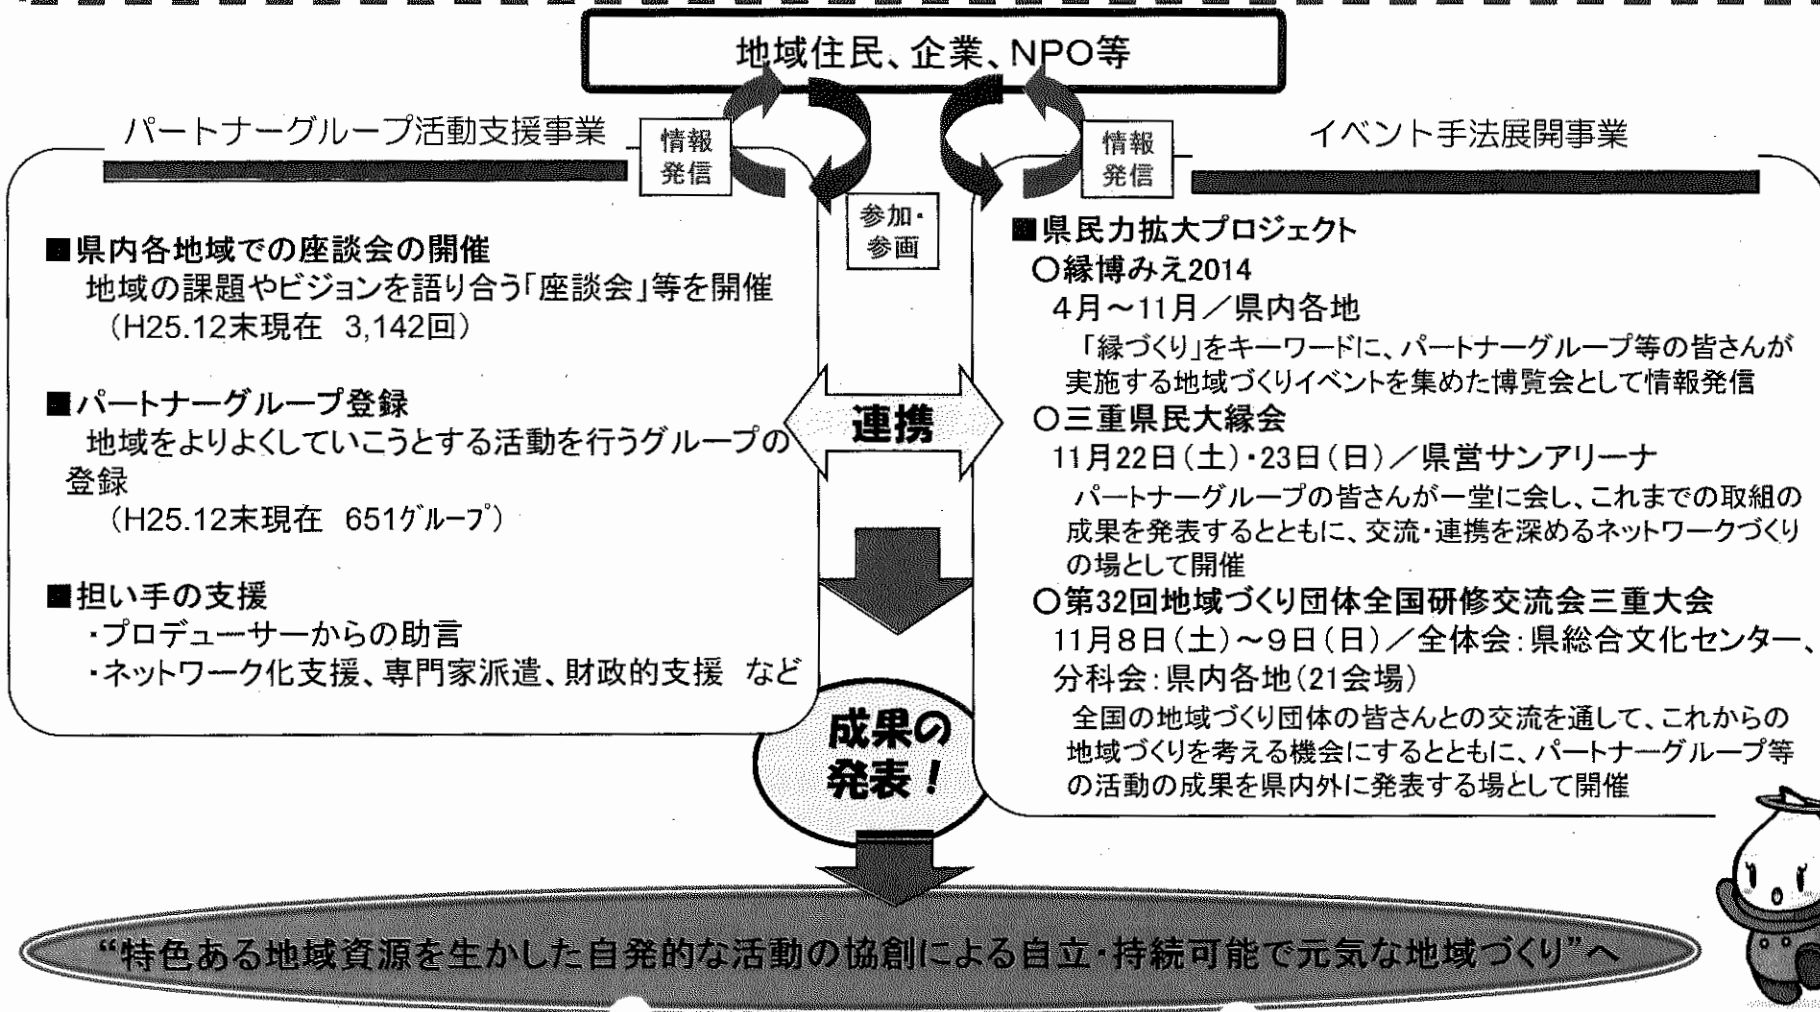 地域住民、企業、NPO等
パートナーグループ活動支援事業
情報
発信
■県内各地域での座談会の開催
地域の課題やビジョンを語り合う「座談会」等を開催
(H25.12末現在 3,142回)
■パートナーグループ登録
地域をよりよくしていこうとする活動を行うグループの
登録
(H25.12末現在 651ｸﾞﾙｰﾌﾟ)
■担い手の支援
・プロデューサーからの助言
・ネットワーク化支援、専門家派遣、財政的支援 など
参加・
参画
連携
成果の
発表！
情報
発信
イベント手法展開事業
■県民力拡大プロジェクト
○縁博みえ2014
4月～11月／県内各地
「縁づくり」をキーワードに、パートナーグループ等の皆さんが
実施する地域づくりイベントを集めた博覧会として情報発信
○三重県民大縁会
11月22日(土)・23日(日)／県営サンアリーナ
パートナーグループの皆さんが一堂に会し、これまでの取組の
成果を発表するとともに、交流・連携を深めるネットワークづくり
の場として開催
○第32回地域づくり団体全国研修交流会三重大会
11月8日(土)～9日(日)／全体会：県総合文化センター、
分科会：県内各地(21会場)
全国の地域づくり団体の皆さんとの交流を通して、これからの
地域づくりを考える機会にするとともに、パートナーグループ等
の活動の成果を県内外に発表する場として開催
“特色ある地域資源を生かした自発的な活動の協創による自立・持続可能で元気な地域づくり”へ